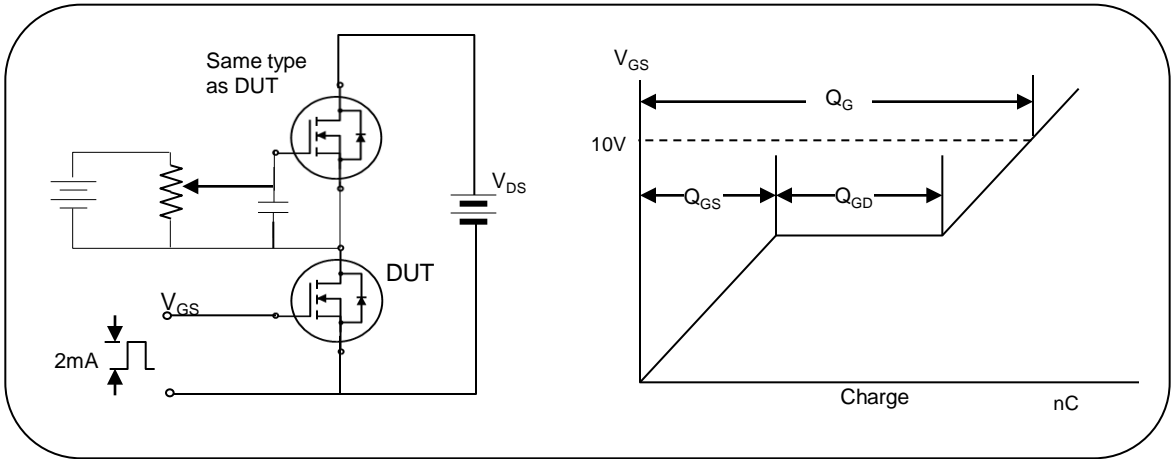 Same type
as DUT
V_DS
DUT
V_GS
2mA
V_GS
Q_G
10V
Q_GS
Q_GD
Charge
nC